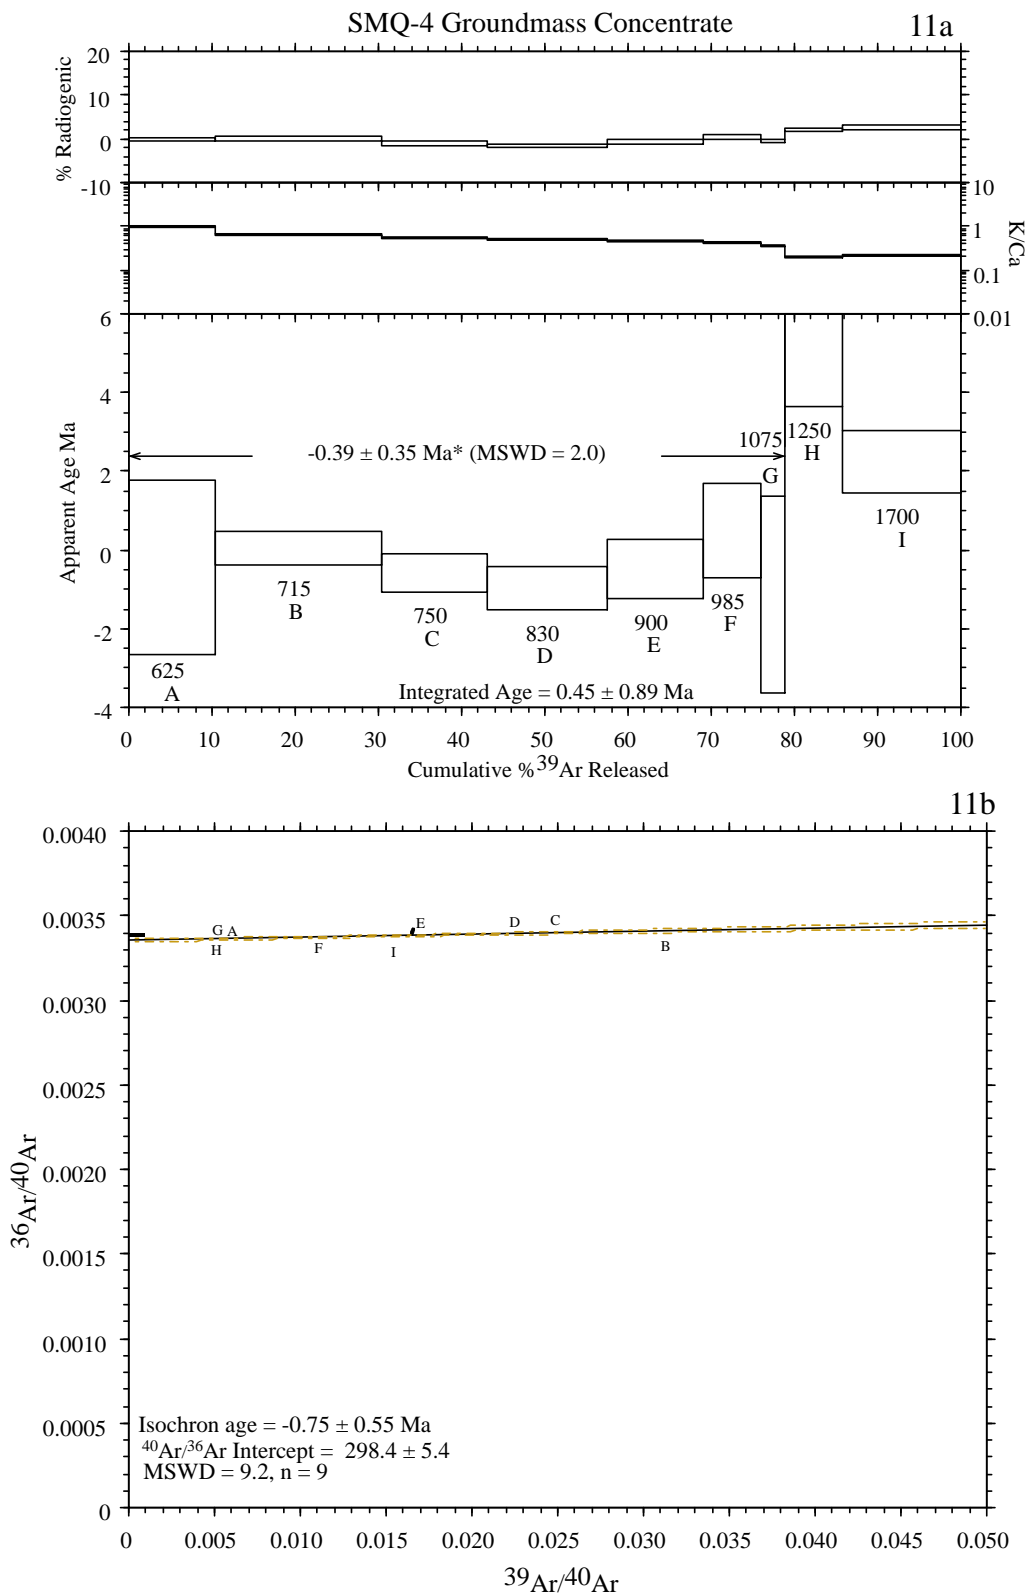 SMQ-4 Groundmass Concentrate
11a
% Radiogenic
20
10
0
-10
10
1
0.1
0.01
K/Ca
Apparent Age Ma
6
4
2
0
-2
-4
-0.39 ± 0.35 Ma* (MSWD = 2.0)
1075
G
1250
H
1700
I
715
B
750
C
830
D
900
E
985
F
625
A
Integrated Age = 0.45 ± 0.89 Ma
0 10 20 30 40 50 60 70 80 90 100
Cumulative %39Ar Released
11b
0.0040
0.0035
0.0030
0.0025
0.0020
0.0015
0.0010
0.0005
0
36Ar/40Ar
G A E D C
H F I B
Isochron age = -0.75 ± 0.55 Ma
40Ar/36Ar Intercept = 298.4 ± 5.4
MSWD = 9.2, n = 9
0 0.005 0.010 0.015 0.020 0.025 0.030 0.035 0.040 0.045 0.050
39Ar/40Ar